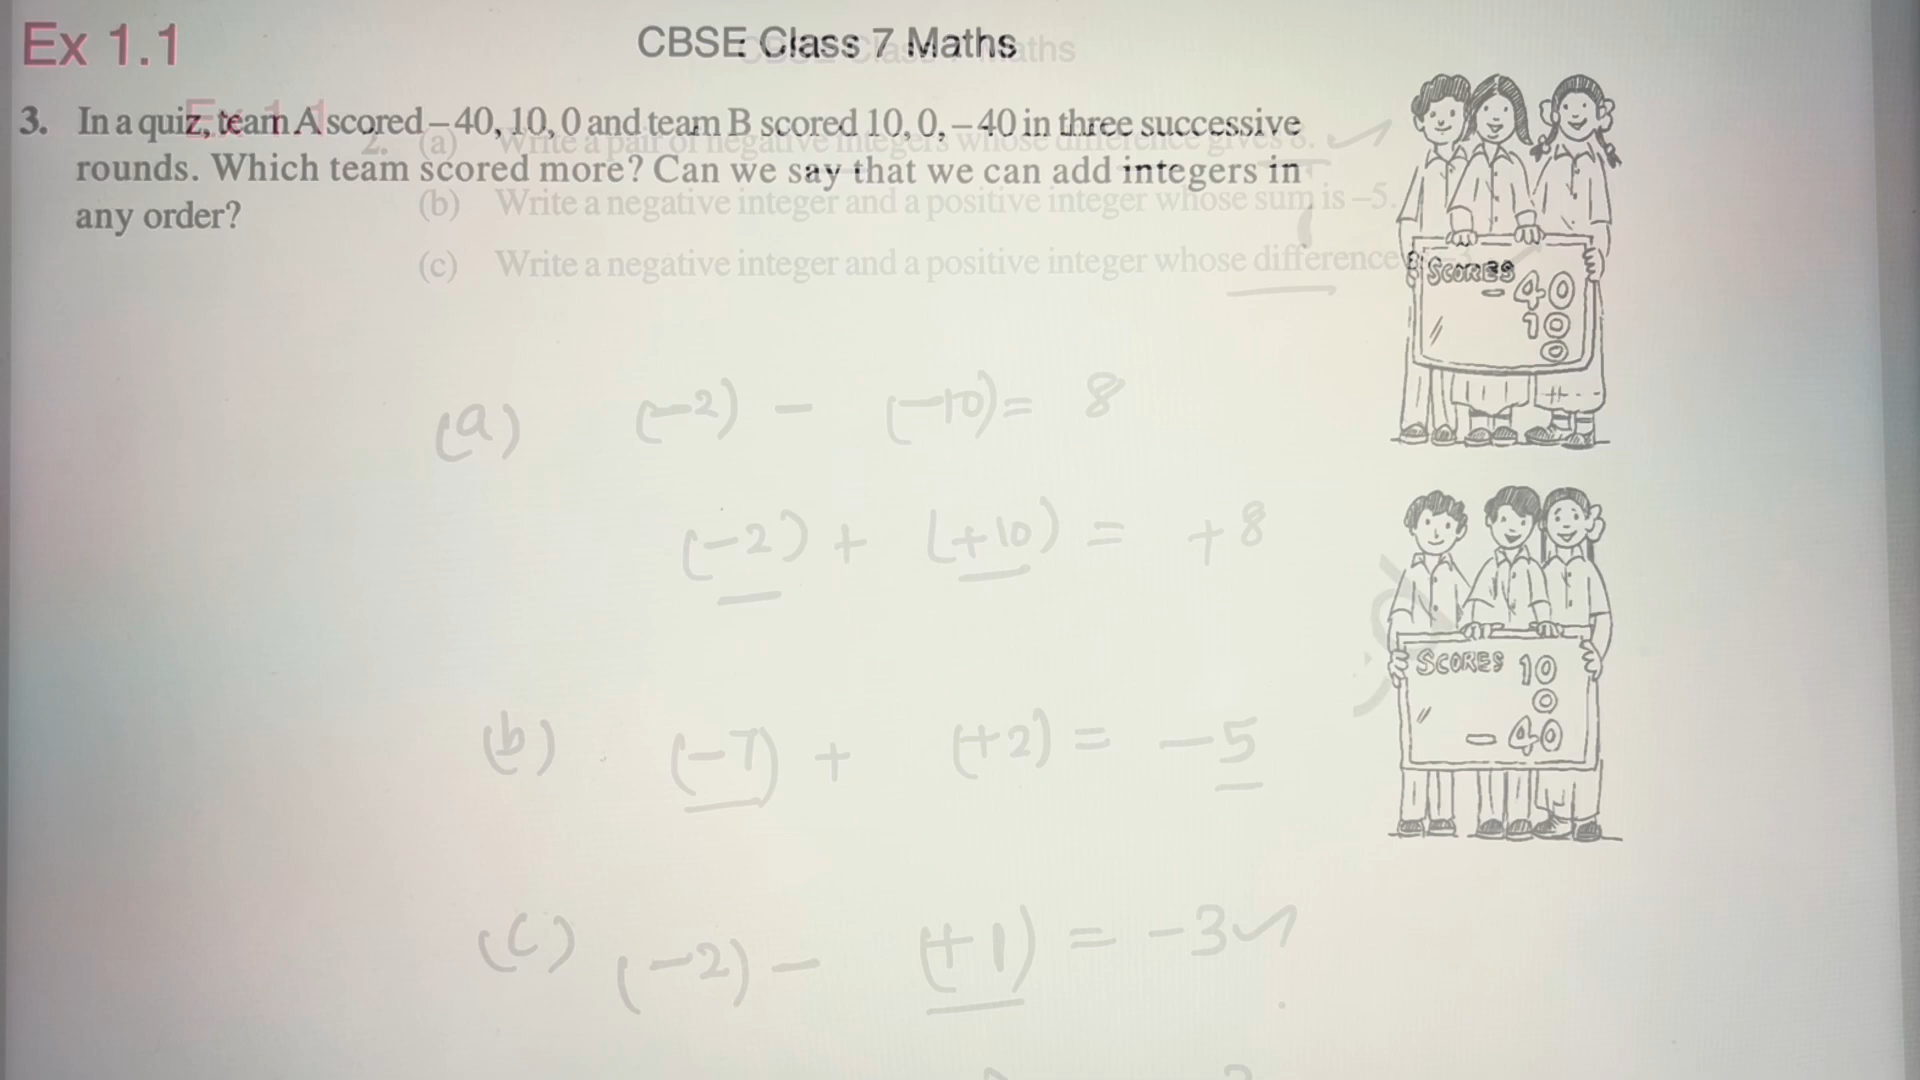 Ex 1.1
CBSE Class 7 Maths
3. In a quiz, team A scored – 40, 10, 0 and team B scored 10, 0, – 40 in three successive
rounds. Which team scored more? Can we say that we can add integers in
any order?
2. (a) Write a pair of negative integers whose difference gives 8.
(b) Write a negative integer and a positive integer whose sum is –5.
(c) Write a negative integer and a positive integer whose difference
SCORES
- 40
10
0
(a) (-2) - (-10) = 8
(-2) + (+10) = +8
SCORES 10
0
- 40
(b) (-7) + (+2) = -5
(c) (-2) - (+1) = -3